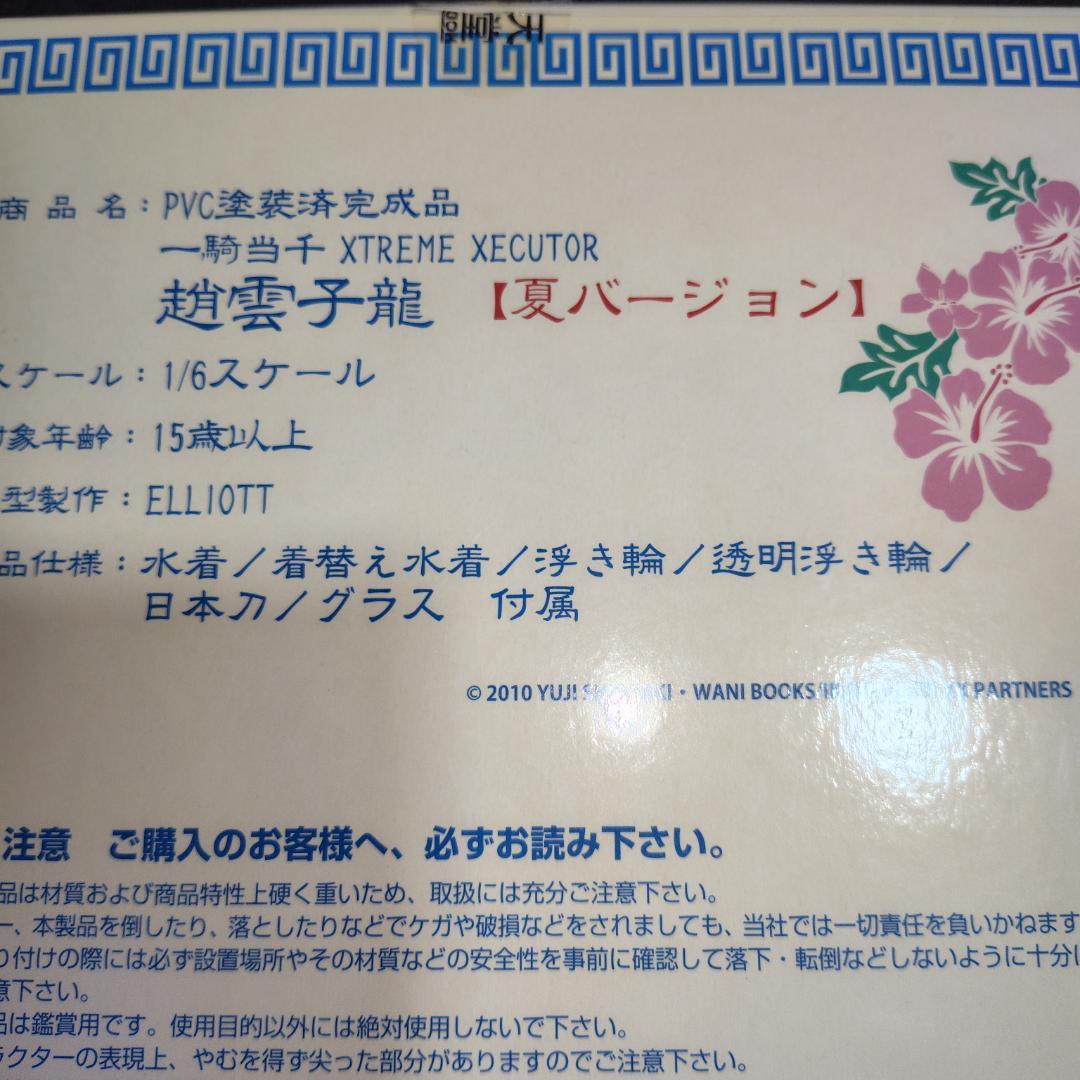 天堂
商品名：PVC塗装済完成品
一騎当千 XTREME XECUTOR
趙雲子龍 【夏バージョン】
スケール：1/6スケール
対象年齢：15歳以上
型製作：ELLIOTT
品仕様：水着／着替え水着／浮き輪／透明浮き輪／
日本刀／グラス 付属
© 2010 YUJI・WANI BOOKS PARTNERS
注意 ご購入のお客様へ、必ずお読み下さい。
品は材質および商品特性上硬く重いため、取扱には充分ご注意下さい。
一、本製品を倒したり、落としたりなどでケガや破損などをされましても、当社では一切責任を負いかねます
り付けの際には必ず設置場所やその材質などの安全性を事前に確認して落下・転倒などしないように十分
意下さい。
品は鑑賞用です。使用目的以外には絶対使用しないで下さい。
ラクターの表現上、やむを得ず尖った部分がありますのでご注意下さい。